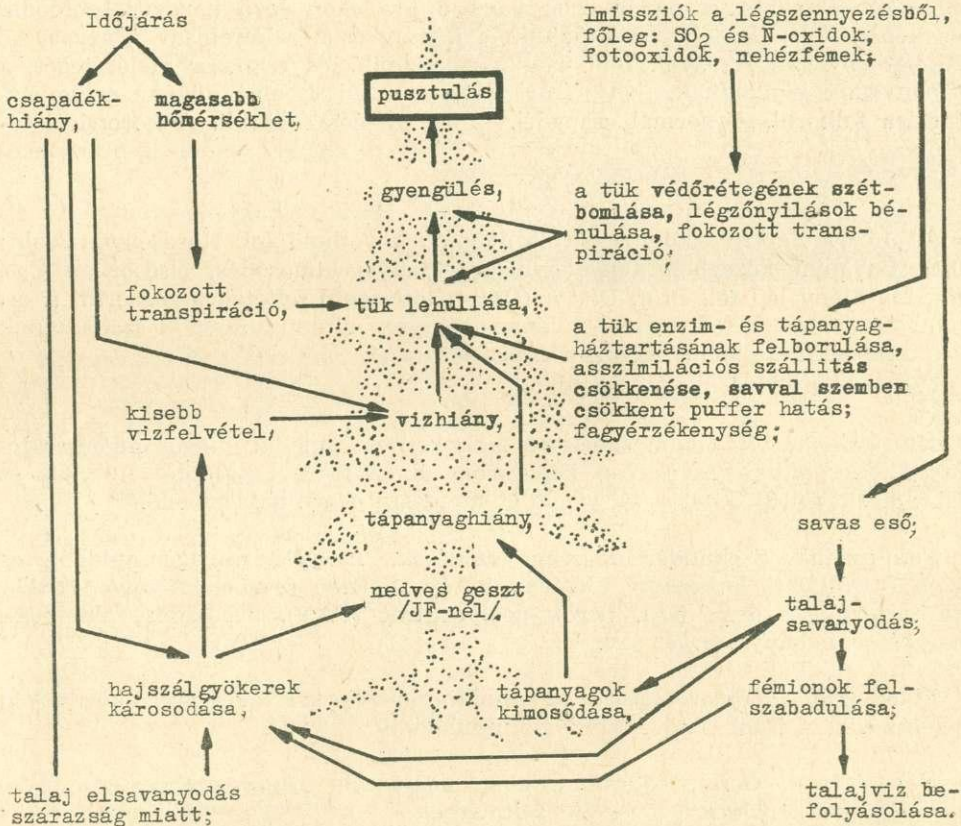 Időjárás
csapadék-
hiány,
magasabb
hőmérséklet,
pusztulás
Imissziók a légszennyezésből,
főleg: SO2 és N-oxidok,
fotooxidok, nehézfémek;
gyengülés,
a tük védőrétegének szét-
bomlása, légzőnyilások bé-
nulása, fokozott trans-
piráció;
fokozott
transpiráció,
tük lehullása,
a tük enzim- és tápanyag-
háztartásának felborulása,
asszimilációs szállitás
csökkenése, savval szemben
csökkent puffer hatás;
fagyérzékenység;
kisebb
vizfelvétel,
vizhiány,
tápanyaghiány,
savas eső;
nedves geszt
/JF-nél/.
talaj-
savanyodás;
hajszálgyökerek
károsodása,
tápanyagok
kimosódása,
fémionok fel-
szabadulása;
talaj elsavanyodás
szárazság miatt;
talajviz be-
folyásolása.